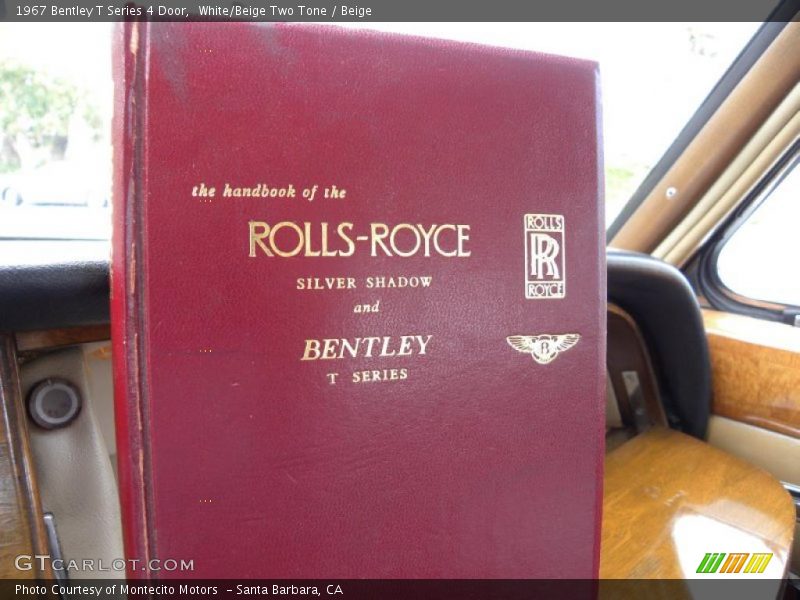 1967 Bentley T Series 4 Door, White/Beige Two Tone / Beige
the handbook of the
ROLLS-ROYCE
SILVER SHADOW
and
BENTLEY
T SERIES
ROLLS
RR
ROYCE
B
GTCARLOT.COM
Photo Courtesy of Montecito Motors - Santa Barbara, CA